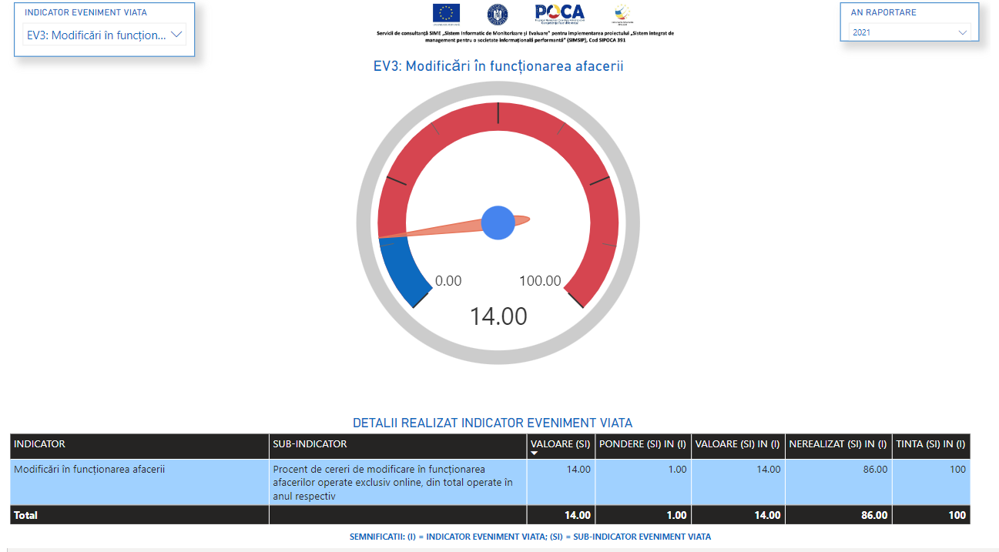 INDICATOR EVENIMENT VIATA
EV3: Modificări în funcțion...
POCA
Servicii de consultanță SIME „Sistem Informatic de Monitorizare și Evaluare” pentru implementarea proiectului „Sistem integrat de
management pentru o societate informațională performantă” (SIMSIP), Cod SIPOCA 391
AN RAPORTARE
2021
EV3: Modificări în funcționarea afacerii
0.00
100.00
14.00
DETALII REALIZAT INDICATOR EVENIMENT VIATA
INDICATOR SUB-INDICATOR VALOARE (SI) PONDERE (SI) IN (I) VALOARE (SI) IN (I) NEREALIZAT (SI) IN (I) TINTA (SI) IN (I)
Modificări în funcționarea afacerii Procent de cereri de modificare în funcționarea 14.00 1.00 14.00 86.00 100
afacerilor operate exclusiv online, din total operate în
anul respectiv
Total 14.00 1.00 14.00 86.00 100
SEMNIFICATII: (I) = INDICATOR EVENIMENT VIATA; (SI) = SUB-INDICATOR EVENIMENT VIATA